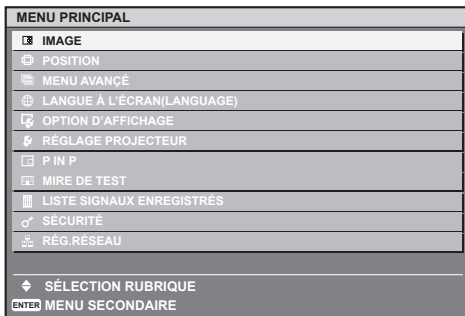 MENU PRINCIPAL
IMAGE
POSITION
MENU AVANÇÉ
LANGUE À L'ÉCRAN(LANGUAGE)
OPTION D'AFFICHAGE
RÉGLAGE PROJECTEUR
P IN P
MIRE DE TEST
LISTE SIGNAUX ENREGISTRÉS
SÉCURITÉ
RÉG.RÉSEAU
SÉLECTION RUBRIQUE
ENTER MENU SECONDAIRE